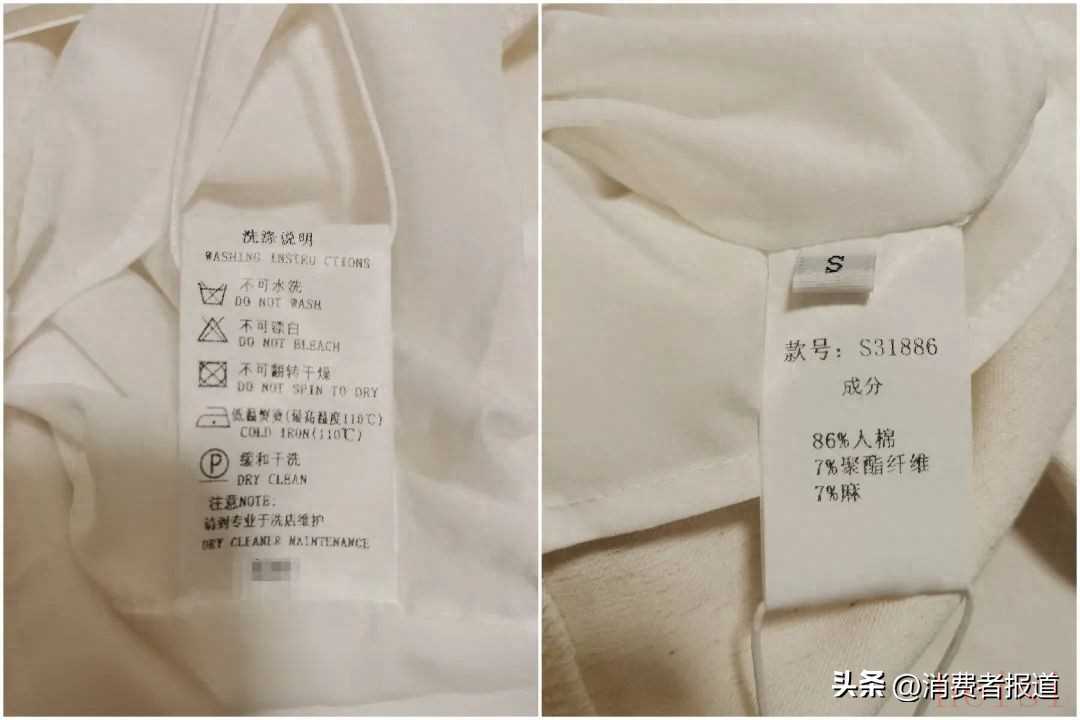 洗涤说明
WASHING INSTRU CTIONS
不可水洗
DO NOT WASH
不可漂白
DO NOT BLEACH
不可翻转干燥
DO NOT SPIN TO DRY
低温熨烫(最高温度110℃)
COLD IRON(110℃)
P
缓和干洗
DRY CLEAN
注意NOTE:
请到专业干洗店维护
DRY CLEANER MAINTENANCE
S
款号: S31886
成分
86%人棉
7%聚酯纤维
7%麻
头条 @消费者报道